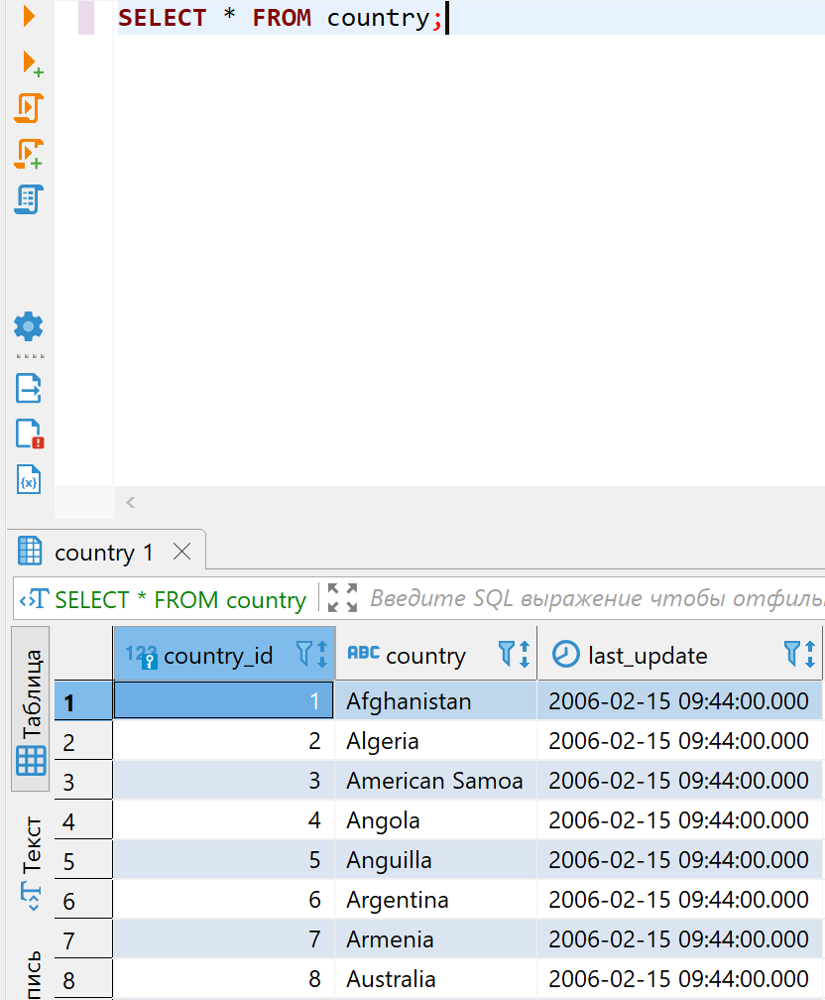 SELECT * FROM country;
country 1
SELECT * FROM country
Введите SQL выражение чтобы отфиль
Таблица
Текст
пись
123 country_id ABC country last_update
1 1 Afghanistan 2006-02-15 09:44:00.000
2 2 Algeria 2006-02-15 09:44:00.000
3 3 American Samoa 2006-02-15 09:44:00.000
4 4 Angola 2006-02-15 09:44:00.000
5 5 Anguilla 2006-02-15 09:44:00.000
6 6 Argentina 2006-02-15 09:44:00.000
7 7 Armenia 2006-02-15 09:44:00.000
8 8 Australia 2006-02-15 09:44:00.000